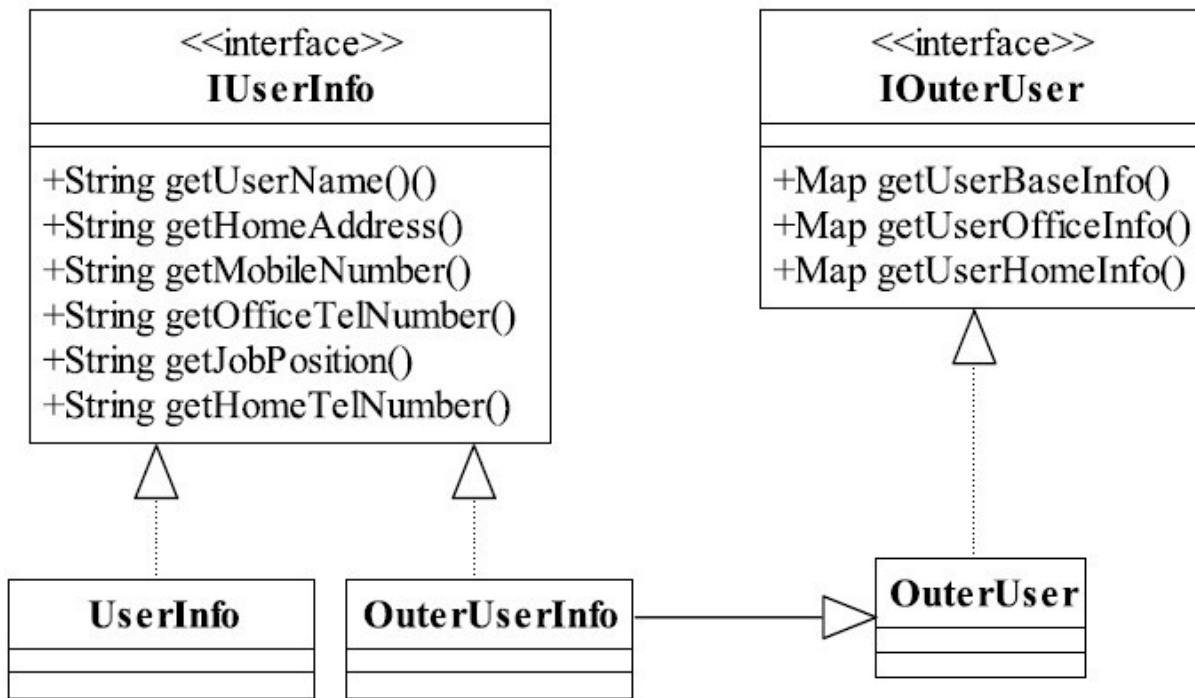 <<interface>>
IUserInfo
+String getUserName()()
+String getHomeAddress()
+String getMobileNumber()
+String getOfficeTelNumber()
+String getJobPosition()
+String getHomeTelNumber()
<<interface>>
IOuterUser
+Map getUserBaseInfo()
+Map getUserOfficeInfo()
+Map getUserHomeInfo()
UserInfo
OuterUserInfo
OuterUser